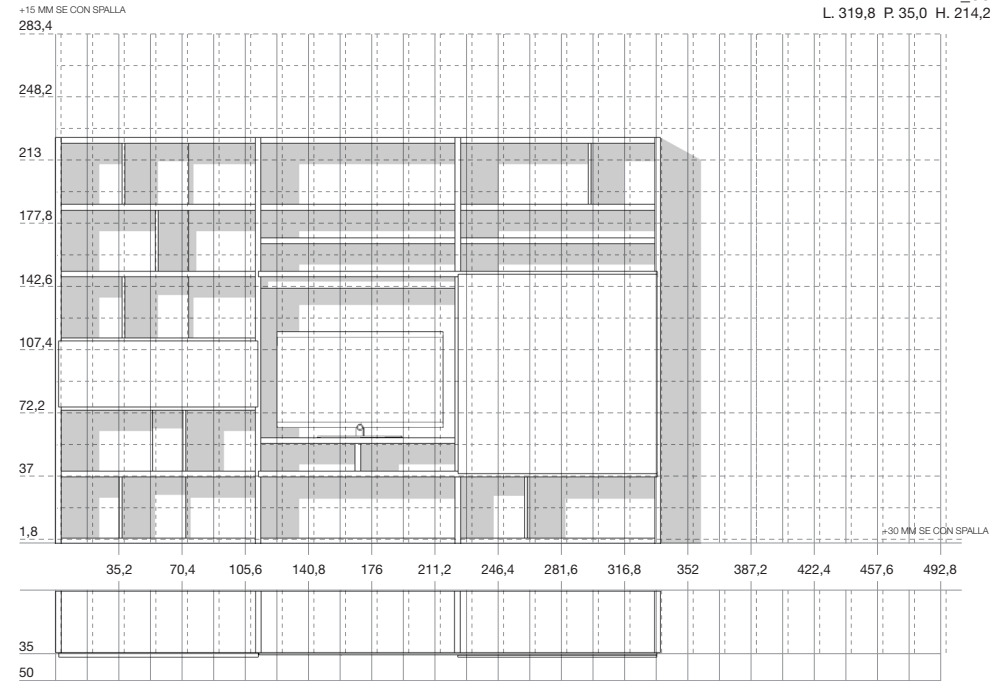 +15 MM SE CON SPALLA
L. 319,8 P. 35,0 H. 214,2
283,4
248,2
213
177,8
142,6
107,4
72,2
37
1,8
+30 MM SE CON SPALLA
35,2 70,4 105,6 140,8 176 211,2 246,4 281,6 316,8 352 387,2 422,4 457,6 492,8
35
50